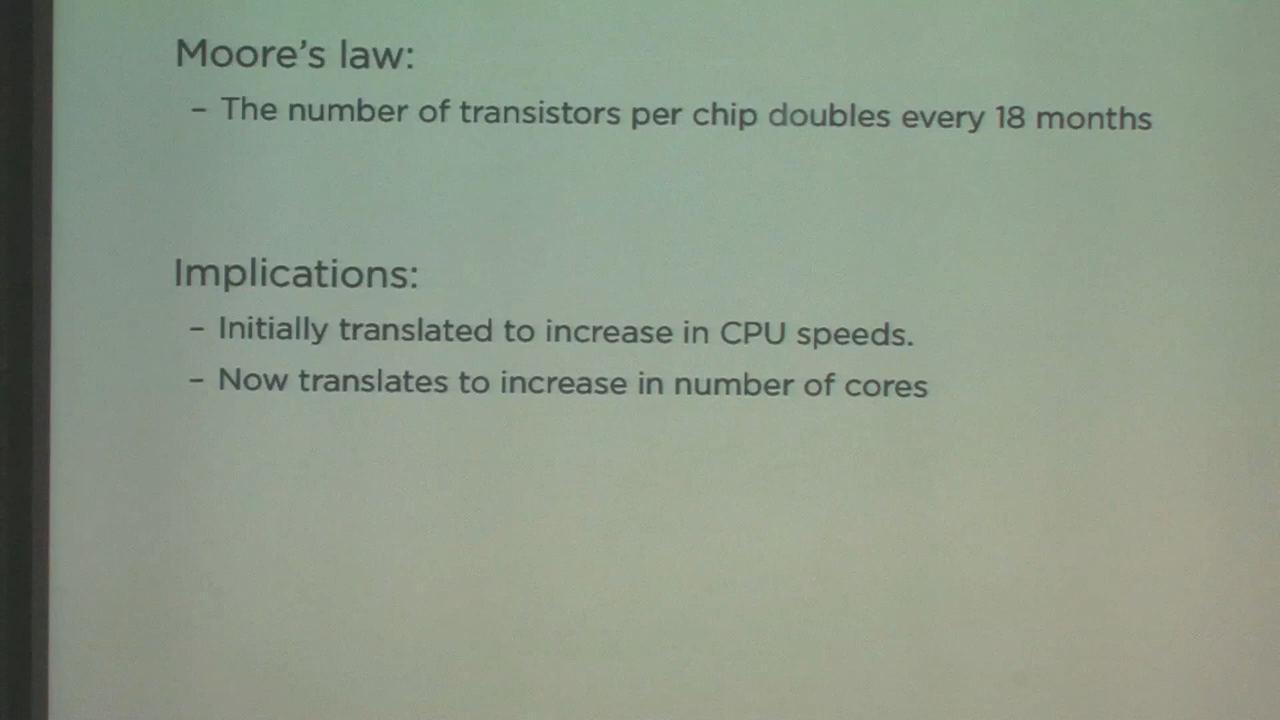 Moore's law:
– The number of transistors per chip doubles every 18 months
Implications:
– Initially translated to increase in CPU speeds.
– Now translates to increase in number of cores